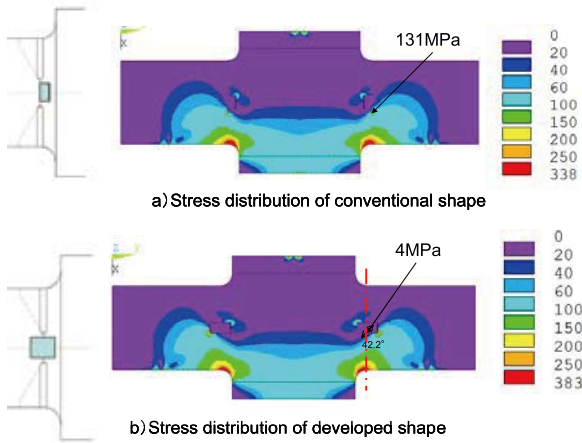 131MPa
0
20
40
60
100
150
200
250
338
X
a)Stress distribution of conventional shape
4MPa
0
20
40
60
100
150
200
250
383
Z
X
42.2°
b)Stress distribution of developed shape